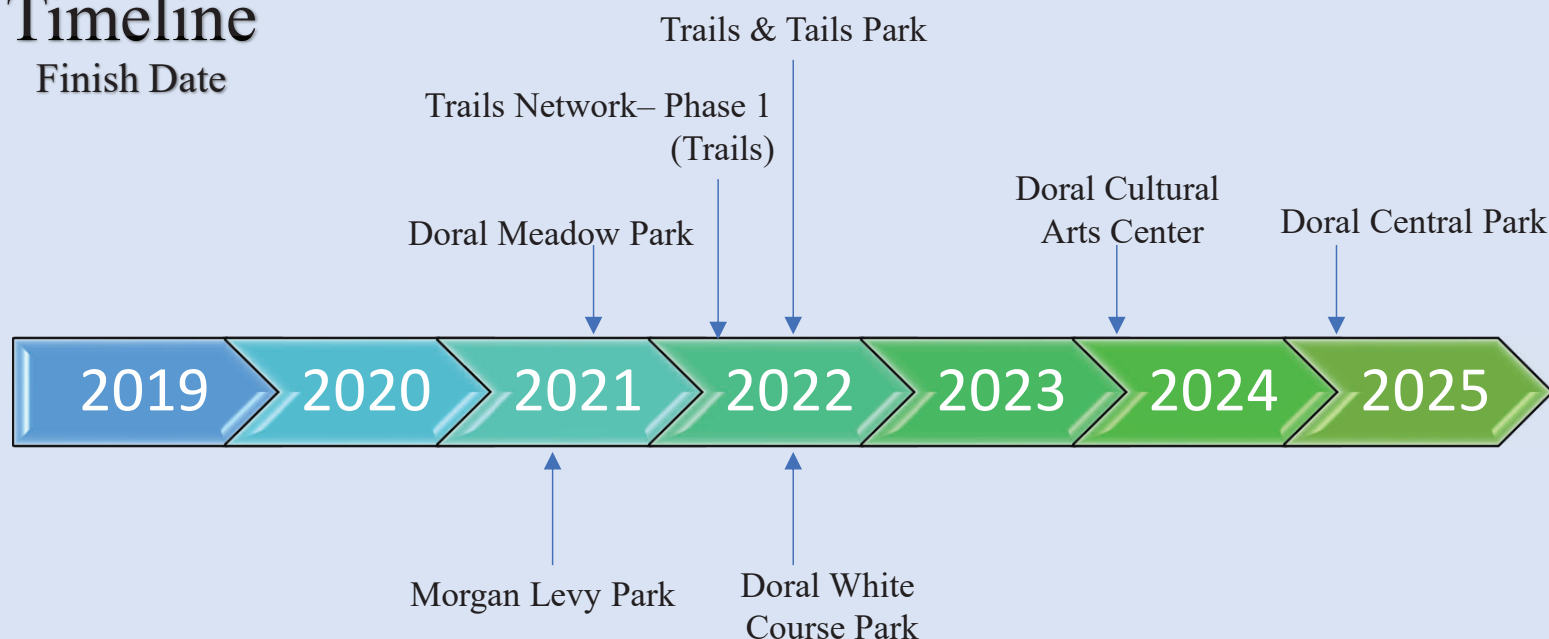 Timeline
Finish Date
Trails & Tails Park
Trails Network– Phase 1
(Trails)
Doral Meadow Park
Doral Cultural
Arts Center
Doral Central Park
2019
2020
2021
2022
2023
2024
2025
Morgan Levy Park
Doral White
Course Park